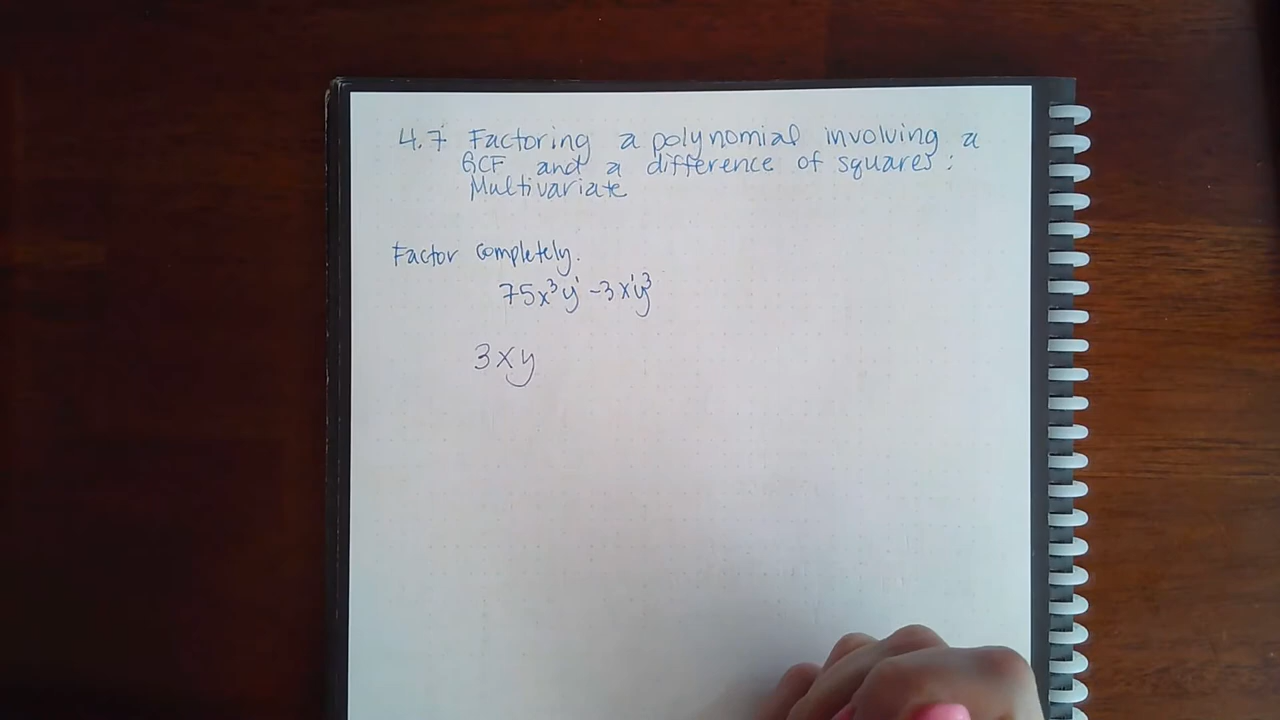 4.7 Factoring a polynomial involving a
GCF and a difference of squares:
Multivariate
Factor completely.
75x³y¹ - 3x¹y³
3xy